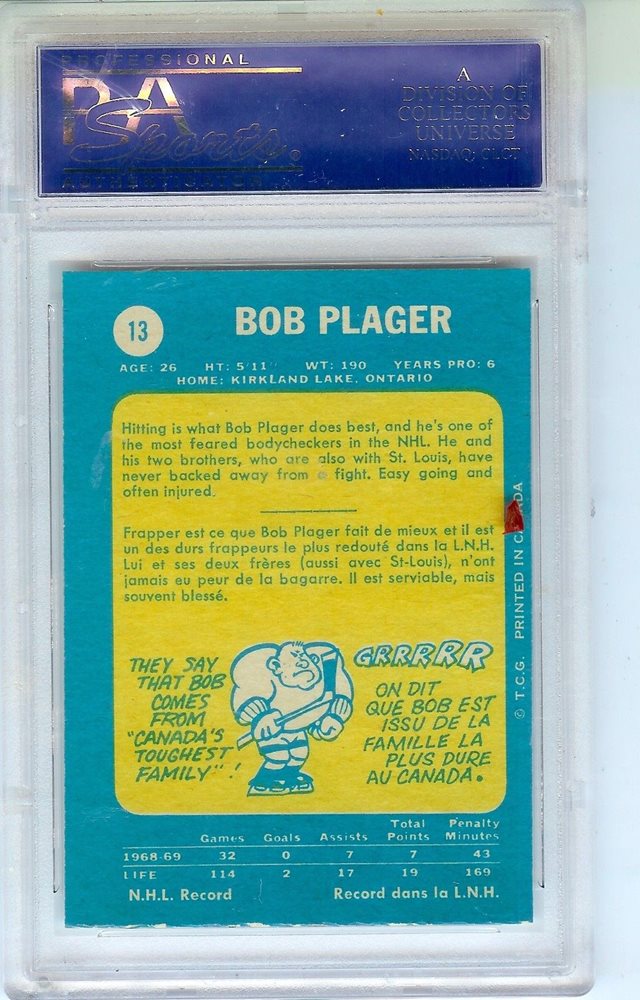 PROFESSIONAL
PSA
Sports.
AUTHENTICATOR
A
DIVISION OF
COLLECTORS
UNIVERSE
NASDAQ: CLCT
13
BOB PLAGER
AGE: 26 HT: 5'11" WT: 190 YEARS PRO: 6
HOME: KIRKLAND LAKE, ONTARIO
Hitting is what Bob Plager does best, and he's one of
the most feared bodycheckers in the NHL. He and
his two brothers, who are also with St. Louis, have
never backed away from a fight. Easy going and
often injured.
Frapper est ce que Bob Plager fait de mieux et il est
un des durs frappeurs le plus redouté dans la L.N.H.
Lui et ses deux frères (aussi avec St-Louis), n'ont
jamais eu peur de la bagarre. Il est serviable, mais
souvent blessé.
THEY SAY
THAT BOB
COMES
FROM
"CANADA'S
TOUGHEST
FAMILY"!
GRRRRR
ON DIT
QUE BOB EST
ISSU DE LA
FAMILLE LA
PLUS DURE
AU CANADA.
© T.C.G. PRINTED IN CANADA
Games Goals Assists Total Points Penalty Minutes
1968-69 32 0 7 7 43
LIFE 114 2 17 19 169
N.H.L. Record Record dans la L.N.H.